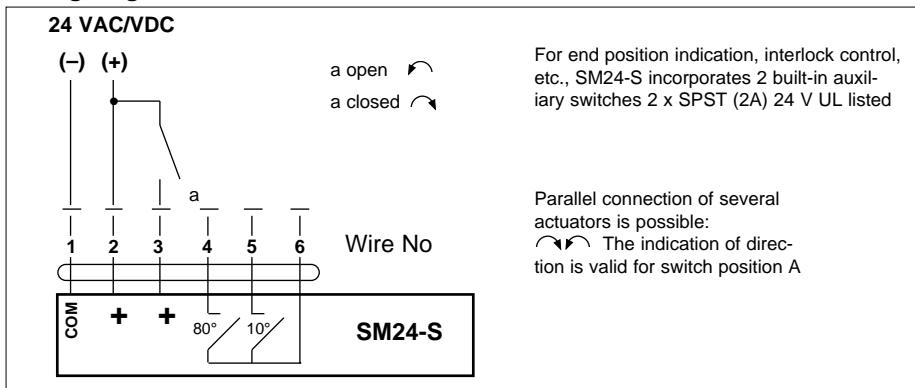 24 VAC/VDC
(–) (+)
a open
a closed
a
1 2 3 4 5 6 Wire No
COM + + 80° 10° SM24-S
For end position indication, interlock control,
etc., SM24-S incorporates 2 built-in auxil-
iary switches 2 x SPST (2A) 24 V UL listed
Parallel connection of several
actuators is possible:
The indication of direc-
tion is valid for switch position A